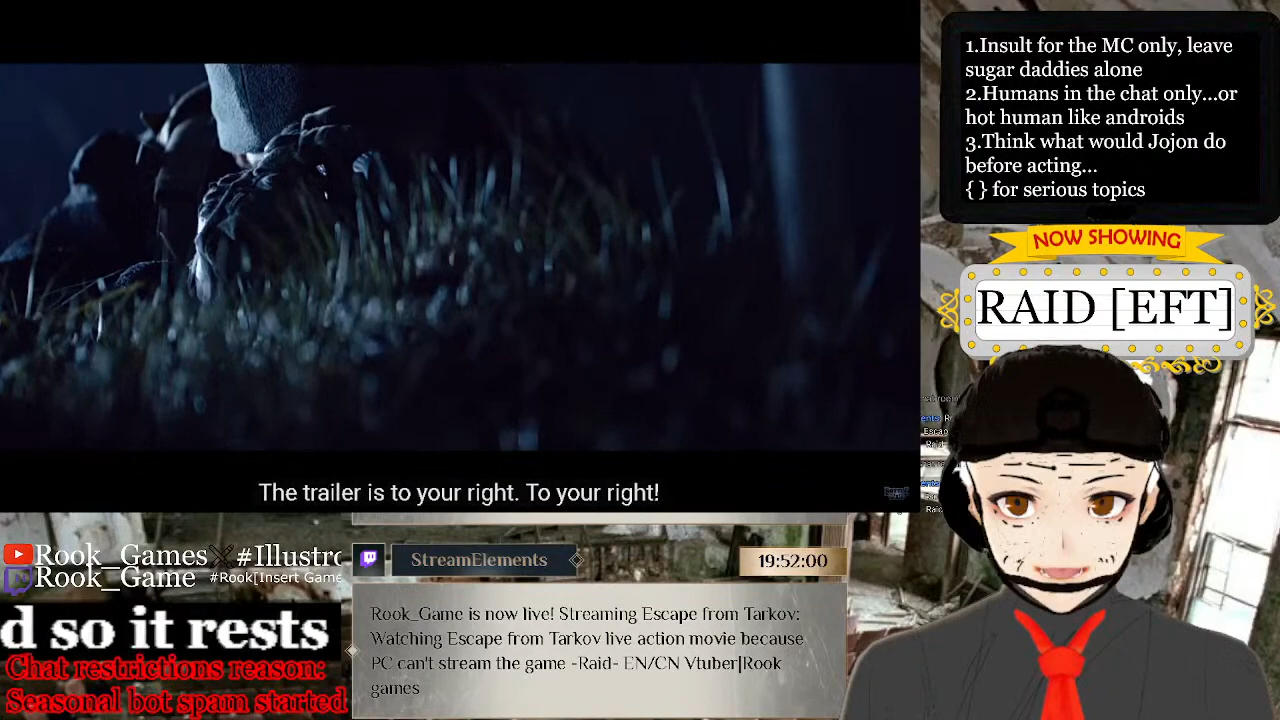 1.Insult for the MC only, leave
sugar daddies alone
2.Humans in the chat only...or
hot human like androids
3.Think what would Jojon do
before acting...
{ } for serious topics
NOW SHOWING
RAID [EFT]
The trailer is to your right. To your right!
Rook_Games
#Illustr
Rook_Game
#Rook[Insert Game
d so it rests
Chat restrictions reason:
Seasonal bot spam started
StreamElements
19:52:00
Rook_Game is now live! Streaming Escape from Tarkov:
Watching Escape from Tarkov live action movie because
PC can't stream the game -Raid- EN/CN Vtuber|Rook
games